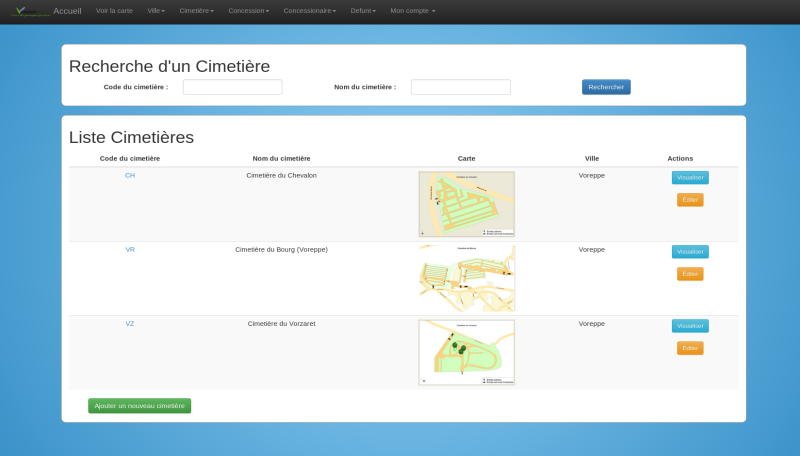 Accueil Voir la carte Ville Cimetière Concession Concessionaire Defunt Mon compte
Recherche d'un Cimetière
Code du cimetière : Nom du cimetière : Rechercher
Liste Cimetières
Code du cimetière Nom du cimetière Carte Ville Actions
CH Cimetière du Chevalon Voreppe Visualiser
Editer
VR Cimetière du Bourg (Voreppe) Voreppe Visualiser
Editer
VZ Cimetière du Vorzaret Voreppe Visualiser
Editer
Ajouter un nouveau cimetière